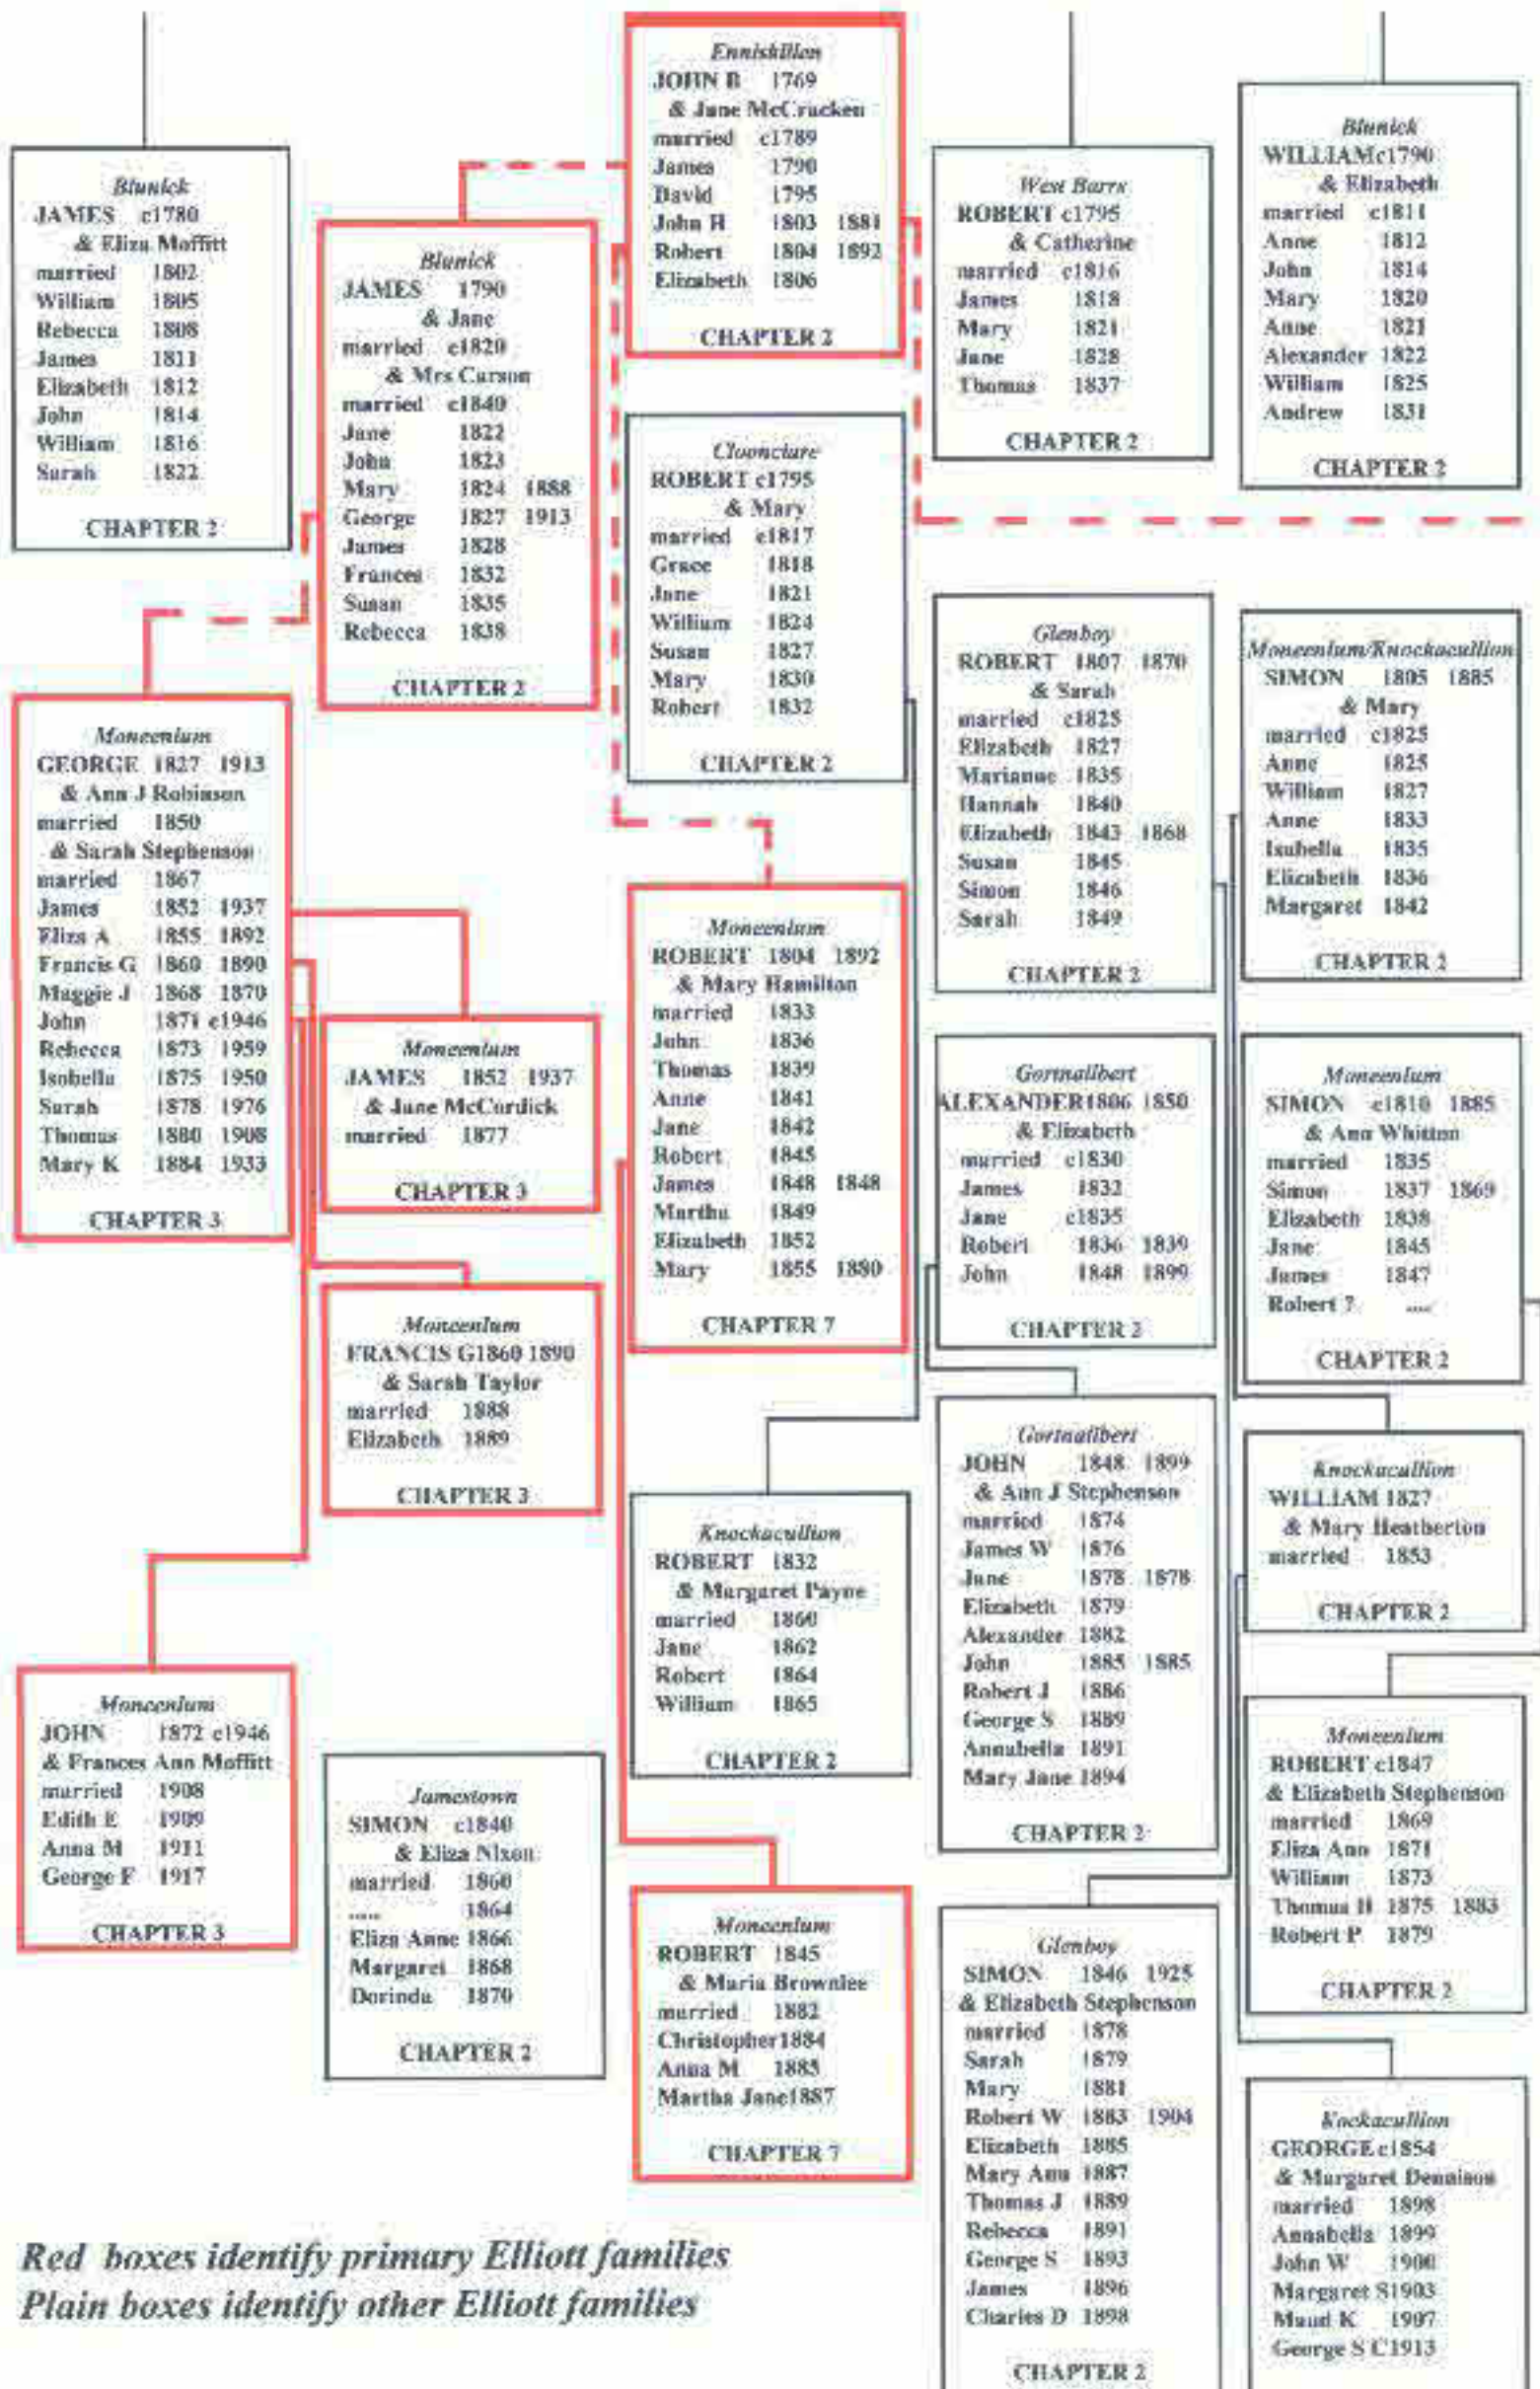 Enniskillen
JOHN B 1769
& Jane McCracken
married c1789
James 1790
David 1795
John H 1803 1881
Robert 1804 1892
Elizabeth 1806
CHAPTER 2
Blunick
JAMES c1780
& Eliza Moffitt
married 1802
William 1805
Rebecca 1808
James 1811
Elizabeth 1812
John 1814
William 1816
Sarah 1822
CHAPTER 2
Blunick
JAMES 1790
& Jane
married c1820
& Mrs Carson
married c1840
Jane 1822
John 1823
Mary 1824 1888
George 1827 1913
James 1828
Frances 1832
Susan 1835
Rebecca 1838
CHAPTER 2
West Barrs
ROBERT c1795
& Catherine
married c1816
James 1818
Mary 1821
Jane 1828
Thomas 1837
CHAPTER 2
Blunick
WILLIAM c1790
& Elizabeth
married c1811
Anne 1812
John 1814
Mary 1820
Anne 1821
Alexander 1822
William 1825
Andrew 1831
CHAPTER 2
Cloonclare
ROBERT c1795
& Mary
married c1817
Grace 1818
Jane 1821
William 1824
Susan 1827
Mary 1830
Robert 1832
CHAPTER 2
Glenboy
ROBERT 1807 1870
& Sarah
married c1825
Elizabeth 1827
Marianne 1835
Hannah 1840
Elizabeth 1843 1868
Susan 1845
Simon 1846
Sarah 1849
CHAPTER 2
Moneenlum/Knockacullion
SIMON 1805 1885
& Mary
married c1825
Anne 1825
William 1827
Anne 1833
Isabella 1835
Elizabeth 1836
Margaret 1842
CHAPTER 2
Moneenlum
GEORGE 1827 1913
& Ann J Robinson
married 1850
& Sarah Stephenson
married 1867
James 1852 1937
Eliza A 1855 1892
Francis G 1860 1890
Maggie J 1868 1870
John 1871 c1946
Rebecca 1873 1959
Isobella 1875 1950
Sarah 1878 1976
Thomas 1880 1908
Mary K 1884 1933
CHAPTER 3
Moneenlum
JAMES 1852 1937
& Jane McCordick
married 1877
CHAPTER 3
Moneenlum
ROBERT 1804 1892
& Mary Hamilton
married 1833
John 1836
Thomas 1839
Anne 1841
Jane 1842
Robert 1845
James 1848 1848
Martha 1849
Elizabeth 1852
Mary 1855 1880
CHAPTER 7
Gortnalibert
ALEXANDER 1806 1850
& Elizabeth
married c1830
James 1832
Jane c1835
Robert 1836 1839
John 1848 1899
CHAPTER 2
Moneenlum
SIMON c1810 1885
& Ann Whitton
married 1835
Simon 1837 1869
Elizabeth 1838
Jane 1845
James 1847
Robert ? ....
CHAPTER 2
Moneenlum
FRANCIS G1860 1890
& Sarah Taylor
married 1888
Elizabeth 1889
CHAPTER 3
Gortnalibert
JOHN 1848 1899
& Ann J Stephenson
married 1874
James W 1876
Jane 1878 1878
Elizabeth 1879
Alexander 1882
John 1885 1885
Robert J 1886
George S 1889
Annabella 1891
Mary Jane 1894
CHAPTER 2
Knockacullion
WILLIAM 1827
& Mary Heatherton
married 1853
CHAPTER 2
Knockacullion
ROBERT 1832
& Margaret Payne
married 1860
Jane 1862
Robert 1864
William 1865
CHAPTER 2
Moneenlum
JOHN 1872 c1946
& Frances Ann Moffitt
married 1908
Edith E 1909
Anna M 1911
George F 1917
CHAPTER 3
Jamestown
SIMON c1840
& Eliza Nixon
married 1860
..... 1864
Eliza Anne 1866
Margaret 1868
Dorinda 1870
CHAPTER 2
Moneenlum
ROBERT 1845
& Maria Brownlee
married 1882
Christopher1884
Anna M 1885
Martha Jane1887
CHAPTER 7
Moneenlum
ROBERT c1847
& Elizabeth Stephenson
married 1869
Eliza Ann 1871
William 1873
Thomas H 1875 1883
Robert P 1879
CHAPTER 2
Glenboy
SIMON 1846 1925
& Elizabeth Stephenson
married 1878
Sarah 1879
Mary 1881
Robert W 1883 1904
Elizabeth 1885
Mary Ann 1887
Thomas J 1889
Rebecca 1891
George S 1893
James 1896
Charles D 1898
CHAPTER 2
Kockacullion
GEORGE c1854
& Margaret Dennison
married 1898
Annabella 1899
John W 1900
Margaret S1903
Maud K 1907
George S C1913
Red boxes identify primary Elliott families
Plain boxes identify other Elliott families